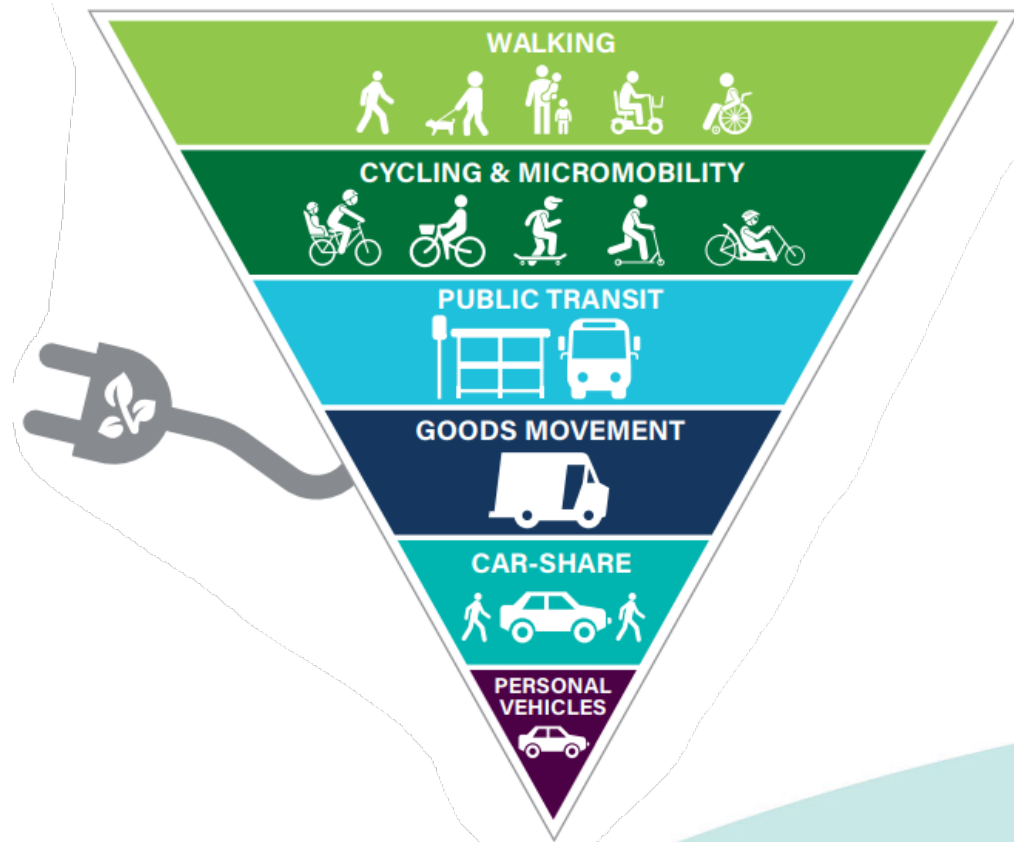 WALKING
CYCLING & MICROMOBILITY
PUBLIC TRANSIT
GOODS MOVEMENT
CAR-SHARE
PERSONAL
VEHICLES